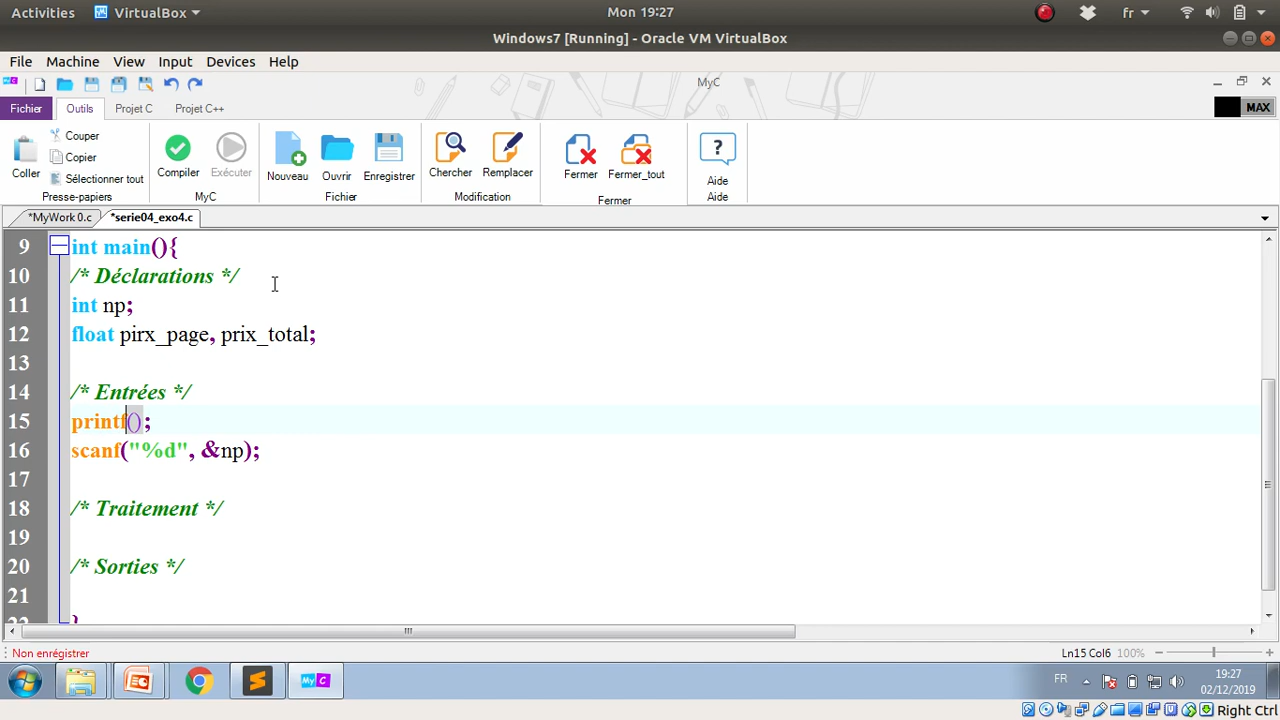 Activities VirtualBox Mon 19:27 fr
Windows7 [Running] - Oracle VM VirtualBox
File Machine View Input Devices Help
MyC
Fichier Outils Projet C Projet C++ MAX
Coller Couper Copier Sélectionner tout Compiler Exécuter Nouveau Ouvrir Enregistrer Chercher Remplacer Fermer Fermer_tout Aide
Presse-papiers MyC Fichier Modification Fermer Aide
*MyWork 0.c *serie04_exo4.c
9 int main(){
10 /* Déclarations */
11 int np;
12 float pirx_page, prix_total;
13
14 /* Entrées */
15 printf();
16 scanf("%d", &np);
17
18 /* Traitement */
19
20 /* Sorties */
21
22 }
Non enregistrer Ln15 Col6 100%
MyC FR 19:27
02/12/2019
Right Ctrl